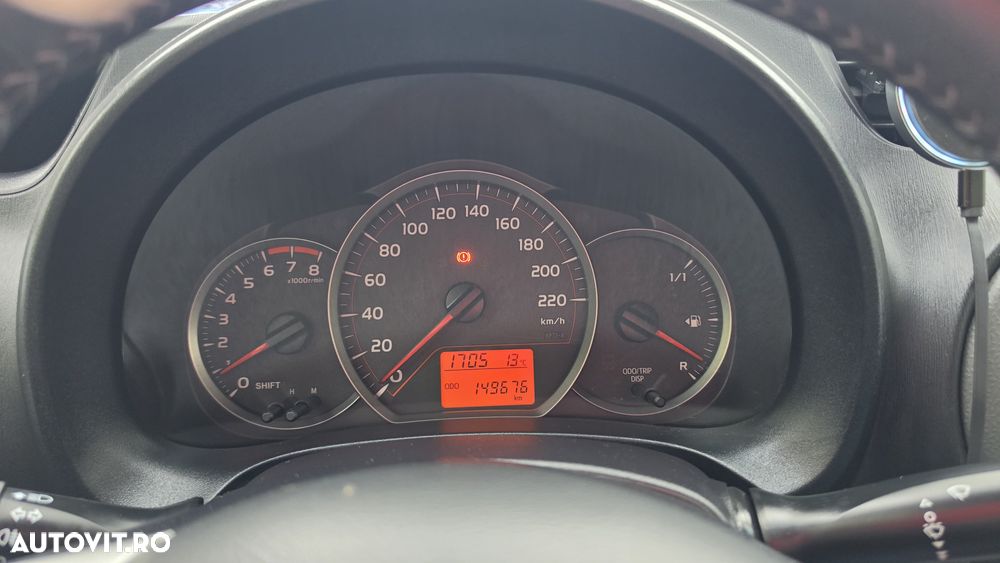 120 140
100 160
80 180
60 200
40 220
20 km/h
0
6 7 8
5 x1000r/min
4
3
2
1
0 SHIFT H M
1/1
R
ODO/TRIP
DISP
1705 13°C
ODO 149676
km
AUTOVIT.RO